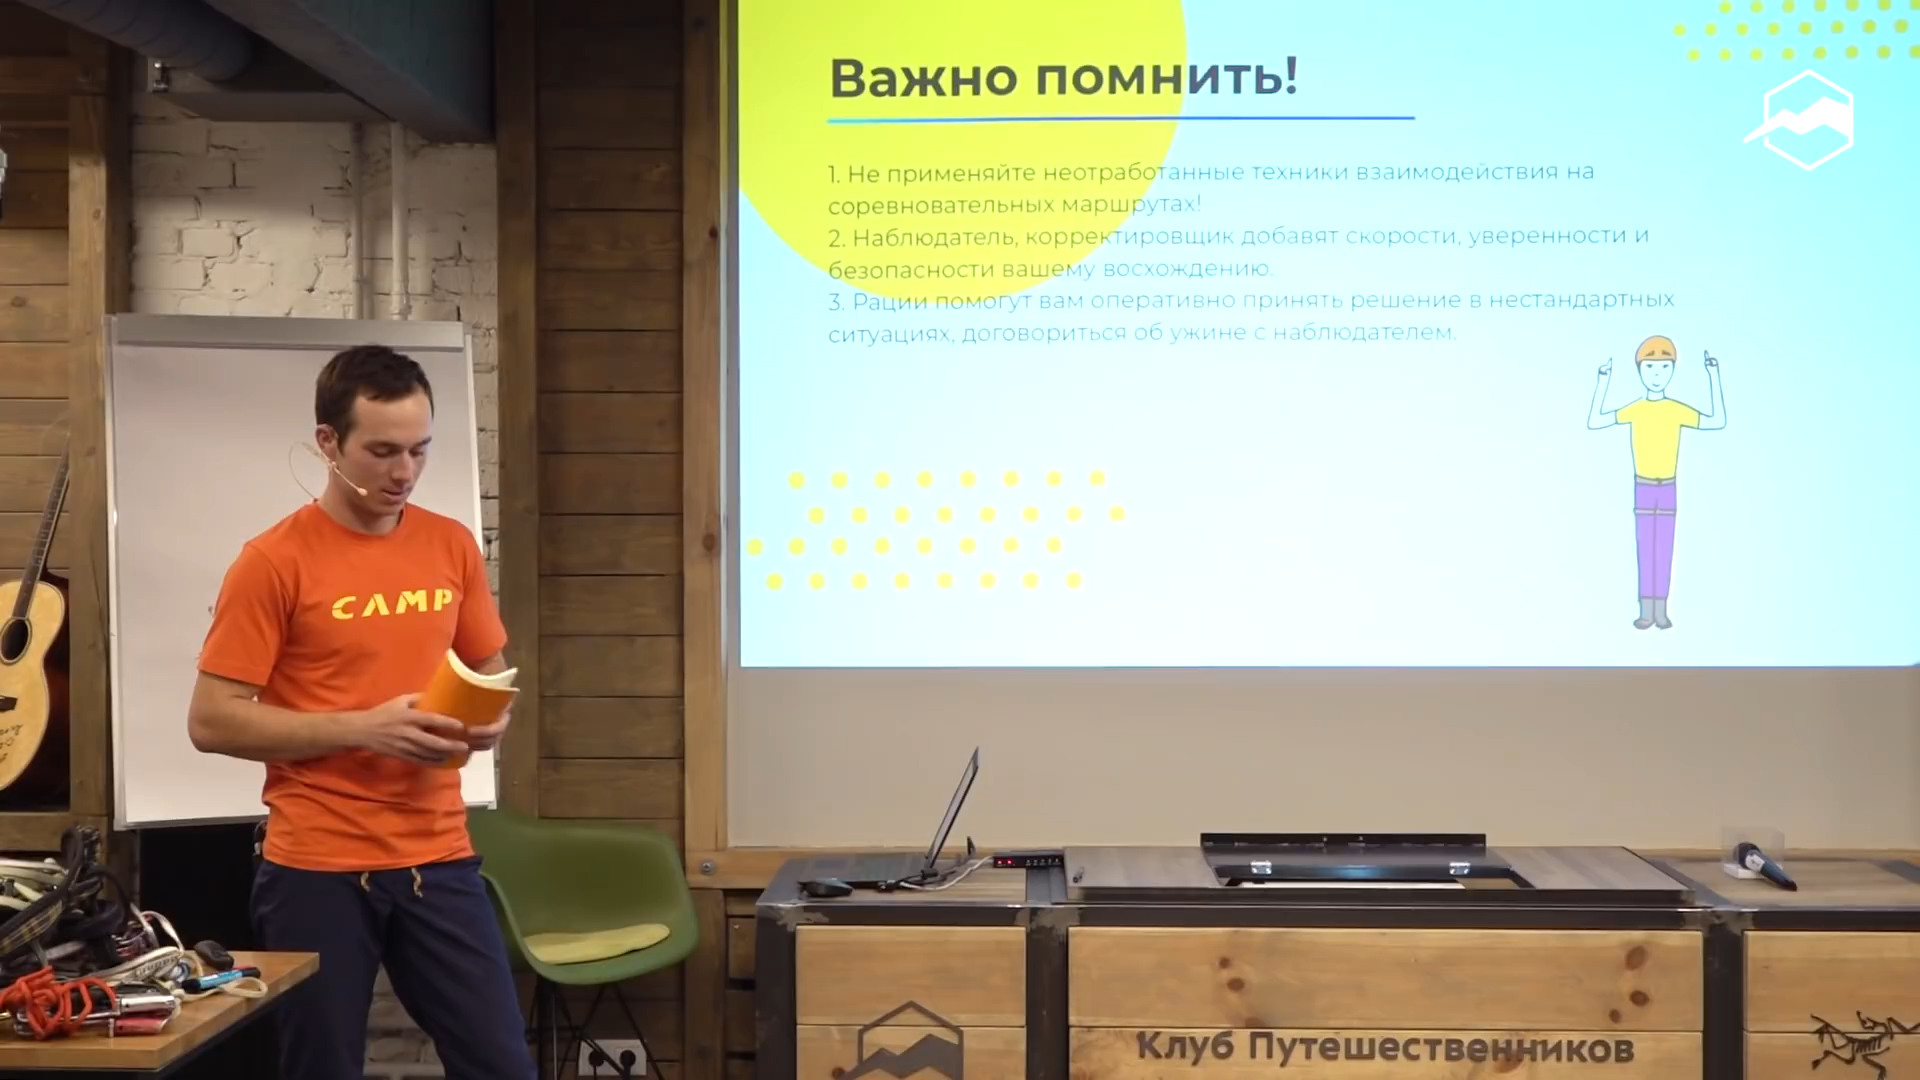 Важно помнить!
1. Не применяйте неотработанные техники взаимодействия на
соревновательных маршрутах!
2. Наблюдатель, корректировщик добавят скорости, уверенности и
безопасности вашему восхождению.
3. Рации помогут вам оперативно принять решение в нестандартных
ситуациях, договориться об ужине с наблюдателем.
CAMP
Клуб Путешественников